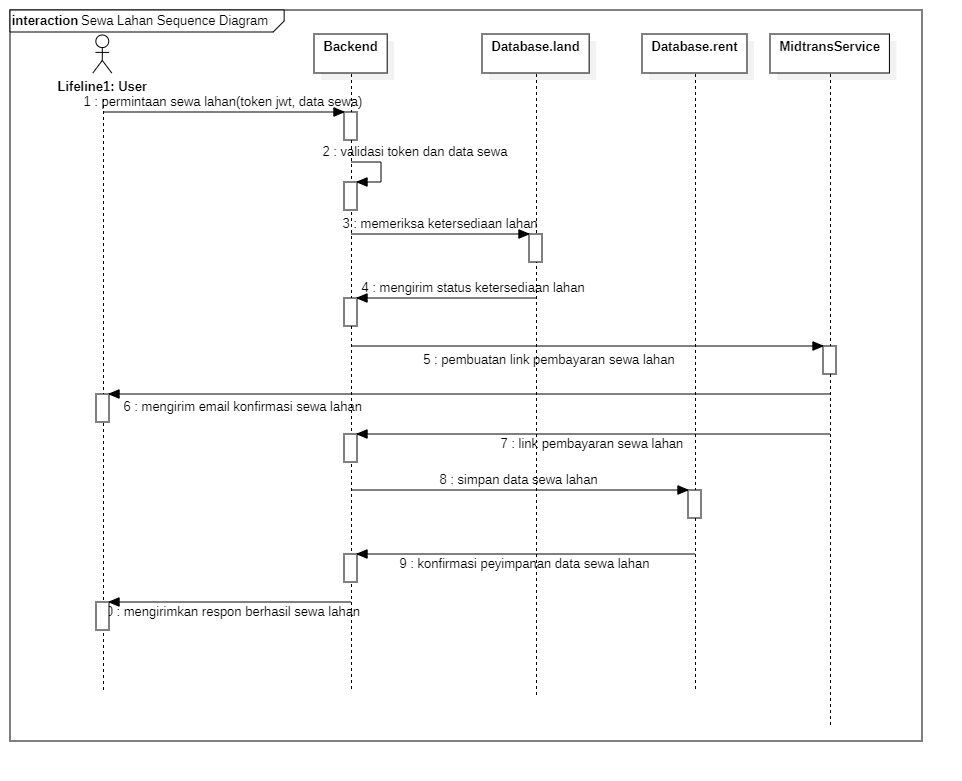 interaction Sewa Lahan Sequence Diagram
Backend
Database.land
Database.rent
MidtransService
Lifeline1: User
1 : permintaan sewa lahan(token jwt, data sewa)
2 : validasi token dan data sewa
3 : memeriksa ketersediaan lahan
4 : mengirim status ketersediaan lahan
5 : pembuatan link pembayaran sewa lahan
6 : mengirim email konfirmasi sewa lahan
7 : link pembayaran sewa lahan
8 : simpan data sewa lahan
9 : konfirmasi peyimpanan data sewa lahan
: mengirimkan respon berhasil sewa lahan